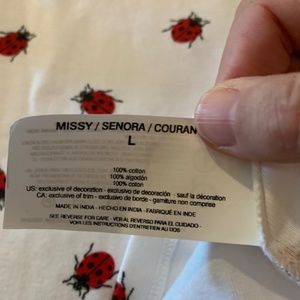 MISSY / SENORA / COURAN
L
100% cotton
100% algodón
100% coton
US: exclusive of decoration - exclusivo de decoración - sauf la décoration
CA: exclusive of trim - exclusivo de borde - garniture non comprise
MADE IN INDIA - HECHO EN INDIA - FABRIQUÉ EN INDE
SEE REVERSE FOR CARE - VER AL REVERSO PARA EL CUIDADO -
VOIR LES INSTRUCTIONS D'ENTRETIEN AU DOS